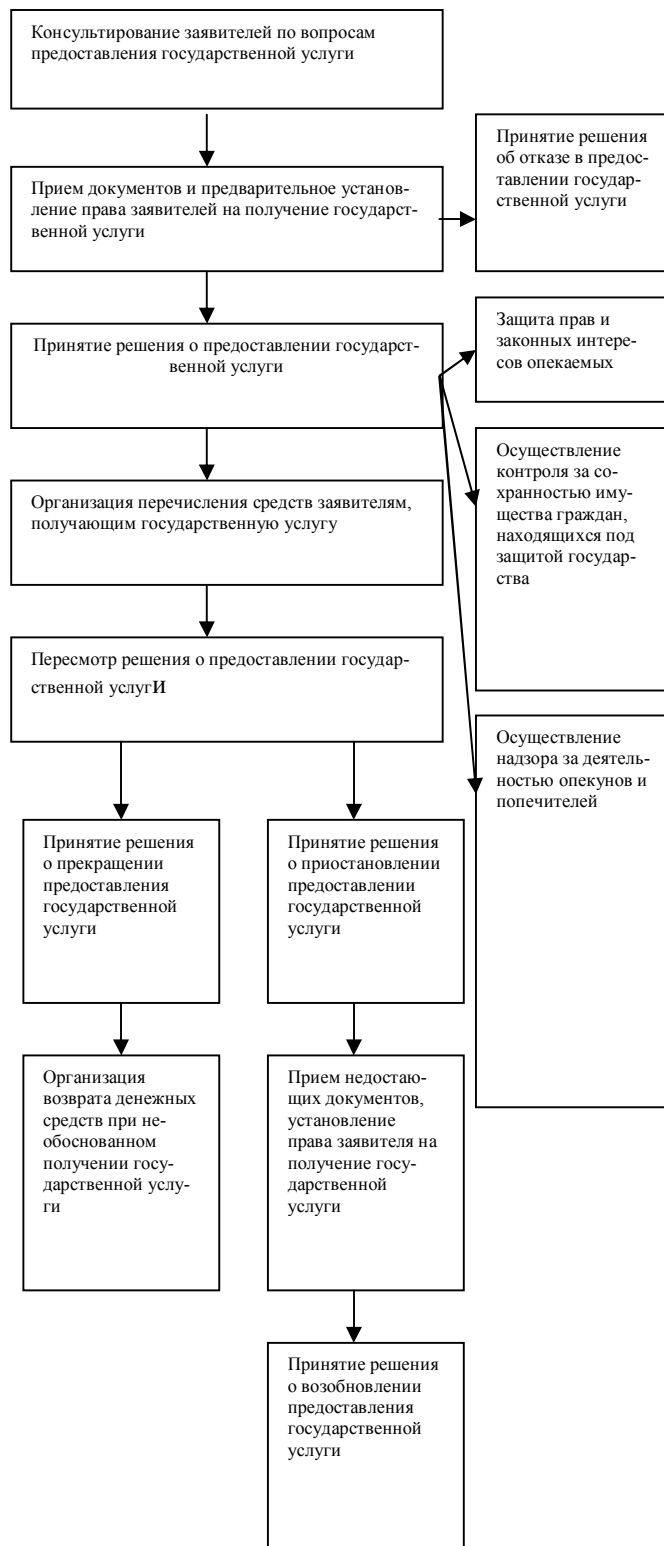 Консультирование заявителей по вопросам
предоставления государственной услуги
Принятие решения
об отказе в предос-
тавлении государ-
ственной услуги
Прием документов и предварительное установ-
ление права заявителей на получение государст-
венной услуги
Защита прав и
законных интере-
сов опекаемых
Принятие решения о предоставлении государст-
венной услуги
Осуществление
контроля за со-
хранностью иму-
щества граждан,
находящихся под
защитой государ-
ства
Организация перечисления средств заявителям,
получающим государственную услугу
Пересмотр решения о предоставлении государ-
ственной услугИ
Осуществление
надзора за деятель-
ностью опекунов и
попечителей
Принятие решения
о прекращении
предоставления
государственной
услуги
Принятие решения
о приостановлении
предоставлении
государственной
услуги
Организация
возврата денежных
средств при не-
обоснованном
получении госу-
дарственной услу-
ги
Прием недостаю-
щих документов,
установление
права заявителя на
получение госу-
дарственной
услуги
Принятие решения
о возобновлении
предоставления
государственной
услуги